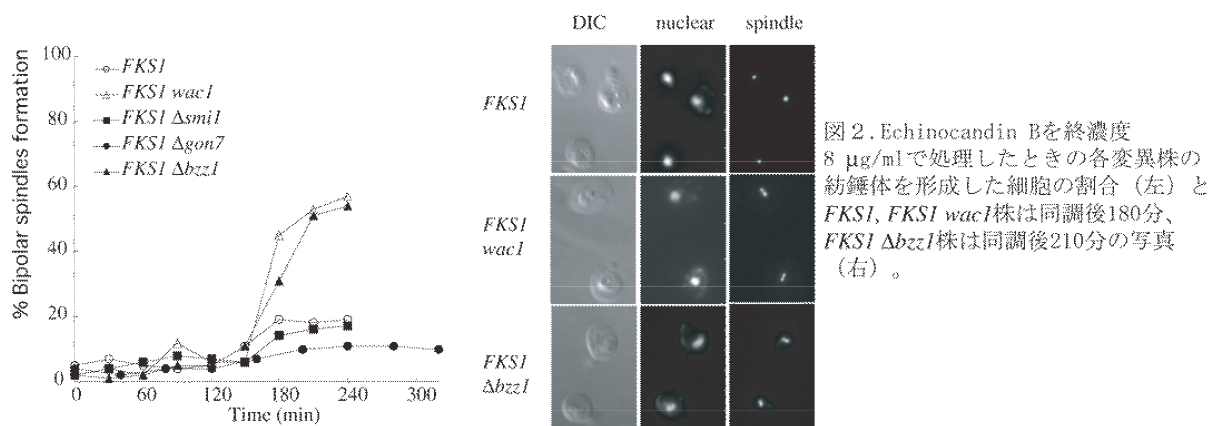 % Bipolar spindles formation
100
80
60
40
20
0
FKS1
FKS1 wac1
FKS1 Δsmi1
FKS1 Δgon7
FKS1 Δbzz1
0 60 120 180 240 300
Time (min)
DIC nuclear spindle
FKS1
FKS1
wac1
FKS1
Δbzz1
図２.Echinocandin Bを終濃度
8 μg/mlで処理したときの各変異株の
紡錘体を形成した細胞の割合（左）と
FKS1, FKS1 wac1株は同調後180分、
FKS1 Δbzz1株は同調後210分の写真
（右）。